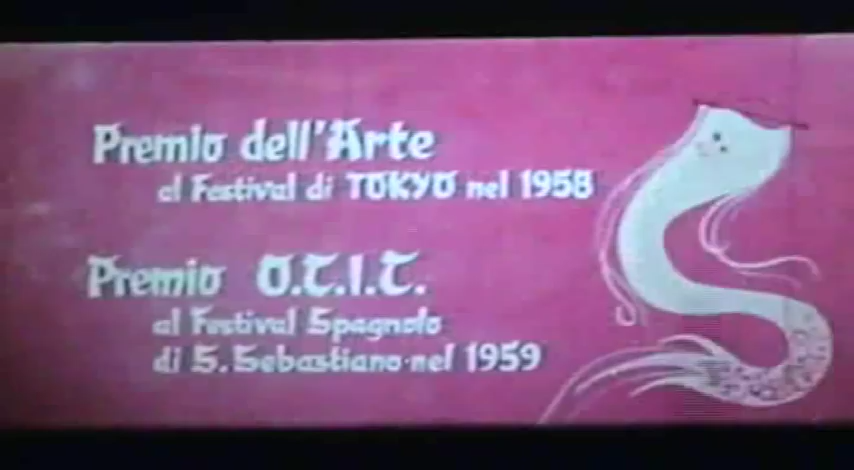 Premio dell'Arte
al Festival di TOKYO nel 1958
Premio O.C.I.C.
al Festival Spagnolo
di S. Sebastiano nel 1959